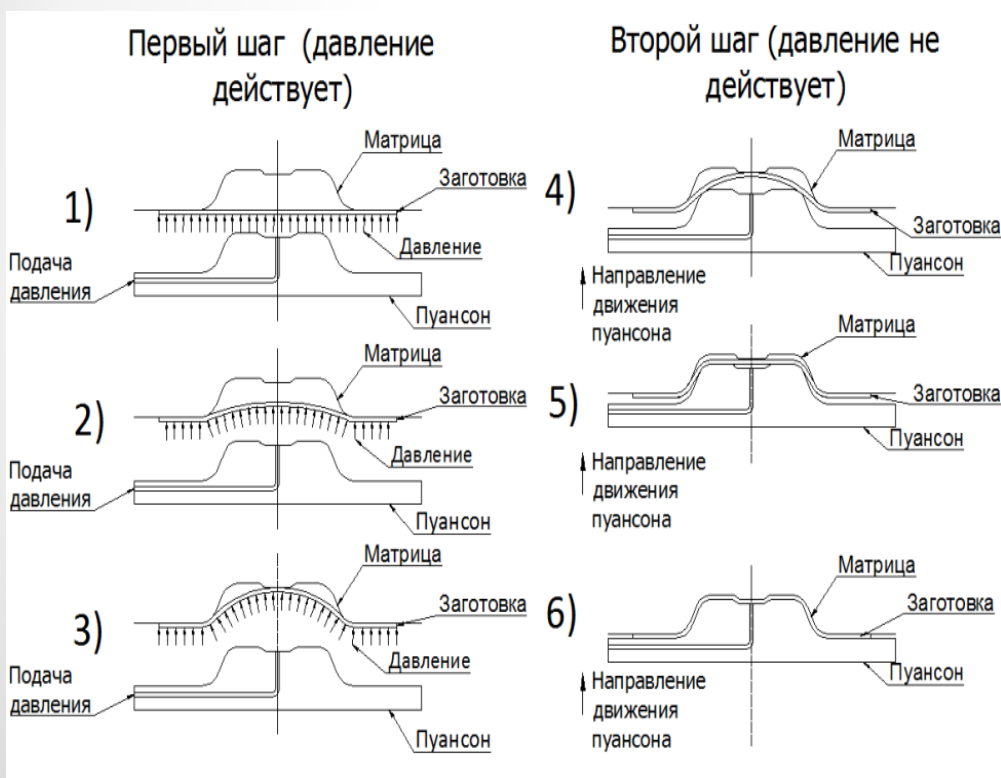 Первый шаг (давление
действует)
1)
Матрица
Заготовка
Давление
Подача
давления
Пуансон
2)
Матрица
Заготовка
Давление
Подача
давления
Пуансон
3)
Матрица
Заготовка
Давление
Подача
давления
Пуансон
Второй шаг (давление не
действует)
4)
Матрица
Заготовка
Пуансон
Направление
движения
пуансона
5)
Матрица
Заготовка
Пуансон
Направление
движения
пуансона
6)
Матрица
Заготовка
Пуансон
Направление
движения
пуансона